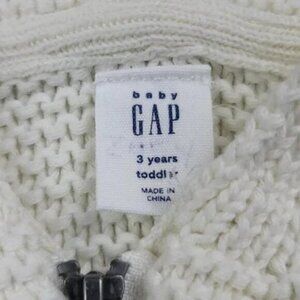 baby
GAP
3 years
toddler
MADE IN
CHINA